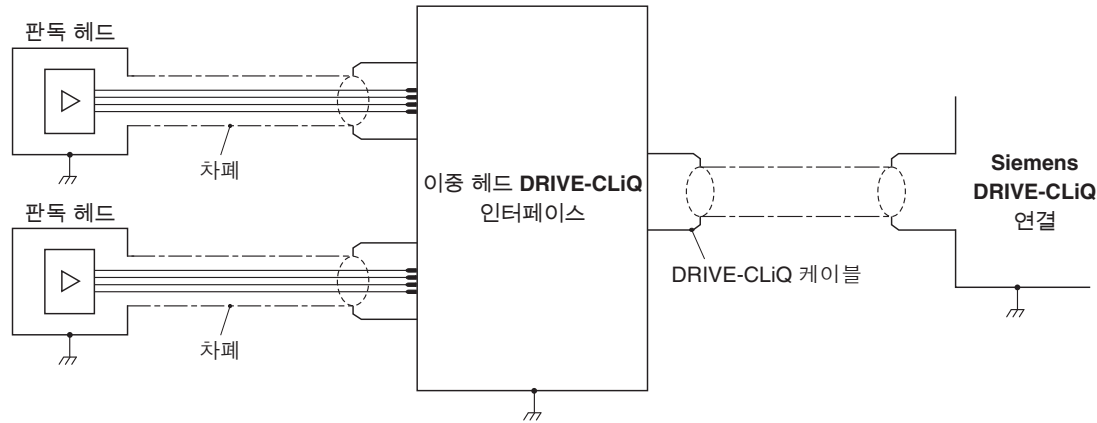 판독 헤드
차폐
판독 헤드
차폐
이중 헤드 DRIVE-CLiQ
인터페이스
DRIVE-CLiQ 케이블
Siemens
DRIVE-CLiQ
연결